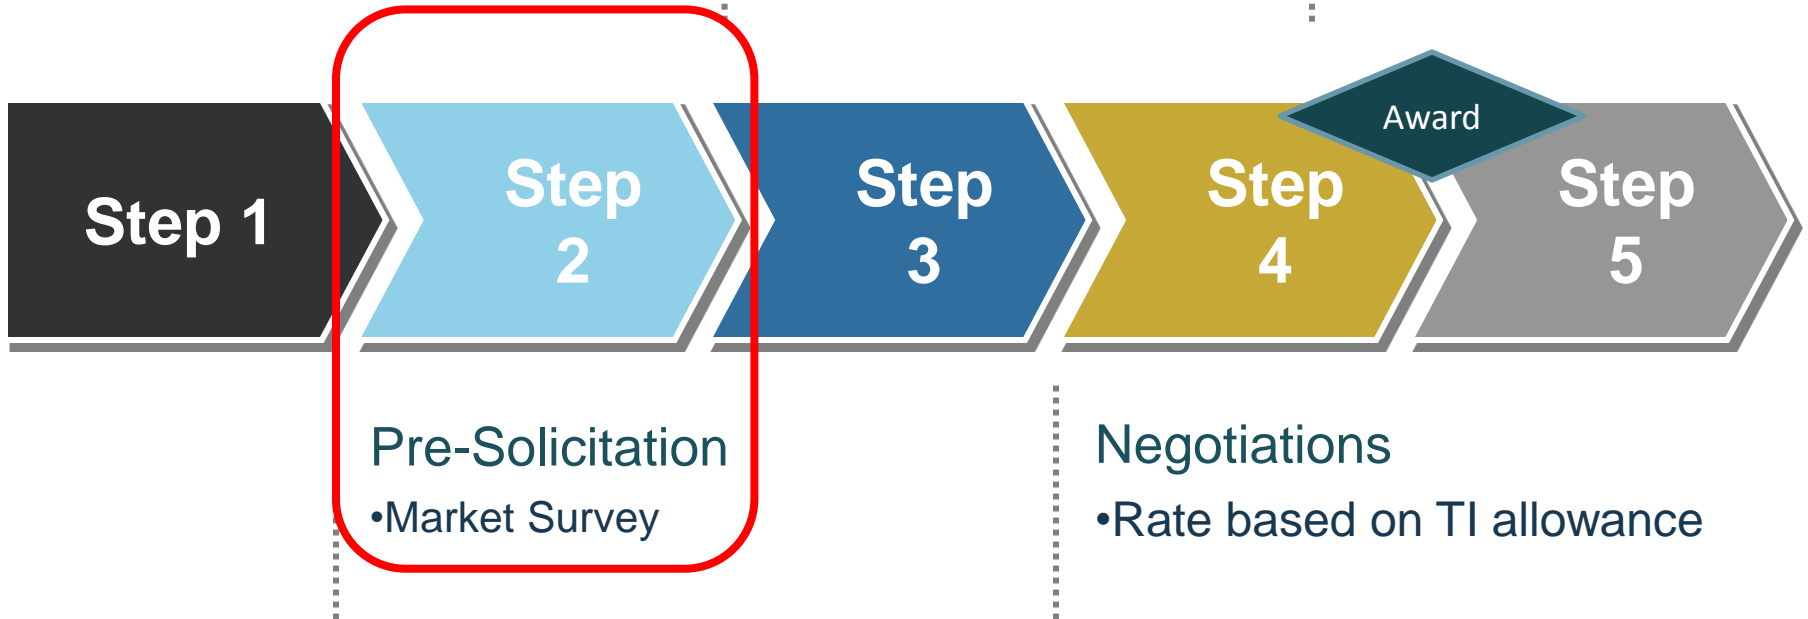 Award
Step 1
Step
2
Step
3
Step
4
Step
5
Pre-Solicitation
•Market Survey
Negotiations
•Rate based on TI allowance